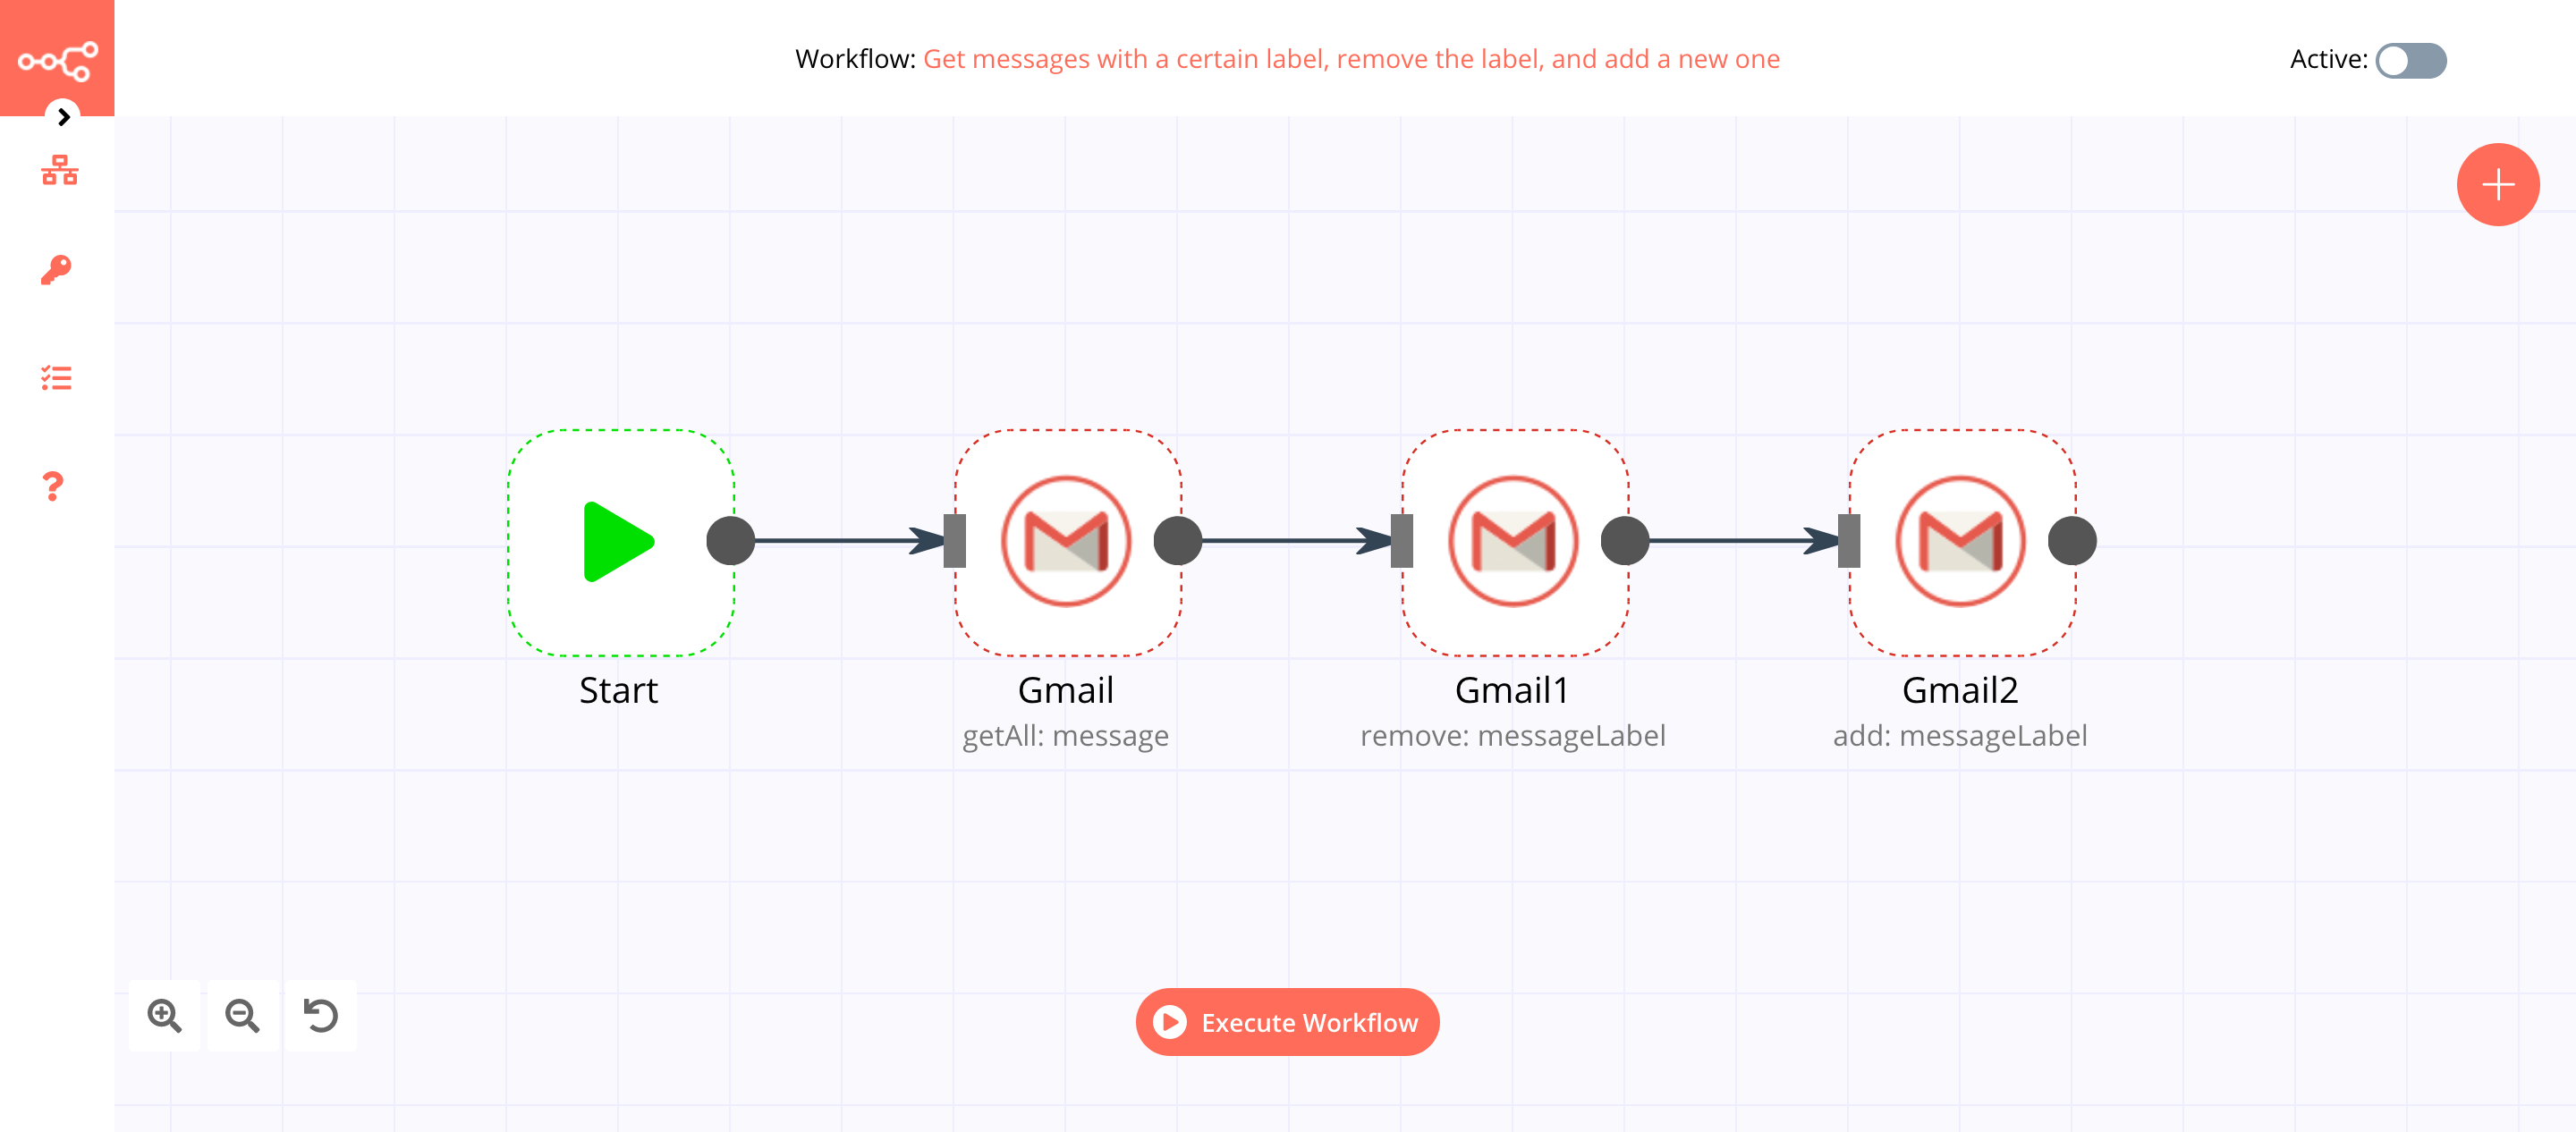 Workflow: Get messages with a certain label, remove the label, and add a new one
Active:
Start
Gmail
getAll: message
Gmail1
remove: messageLabel
Gmail2
add: messageLabel
Execute Workflow